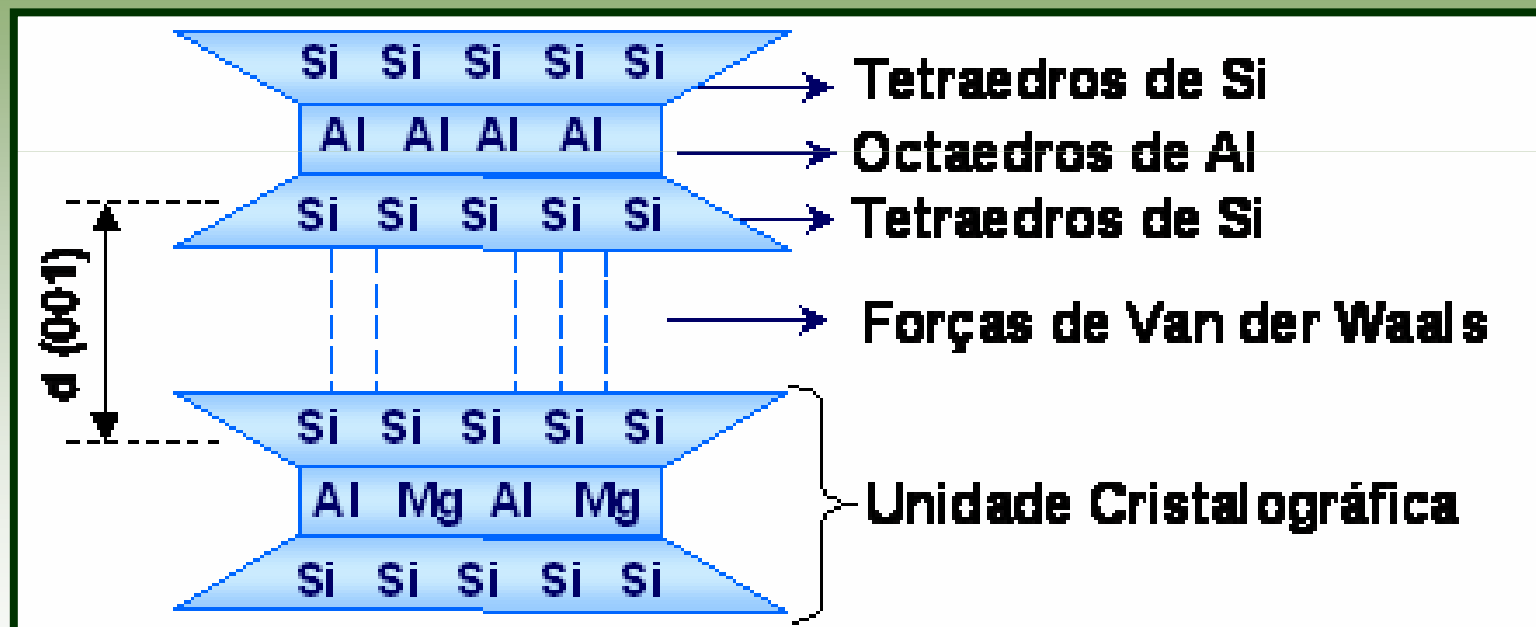 Si Si Si Si Si
Tetraedros de Si
Al Al Al Al
Octaedros de Al
Si Si Si Si Si
Tetraedros de Si
d (001)
Forças de Van der Waals
Si Si Si Si Si
Al Mg Al Mg
Unidade Cristalográfica
Si Si Si Si Si